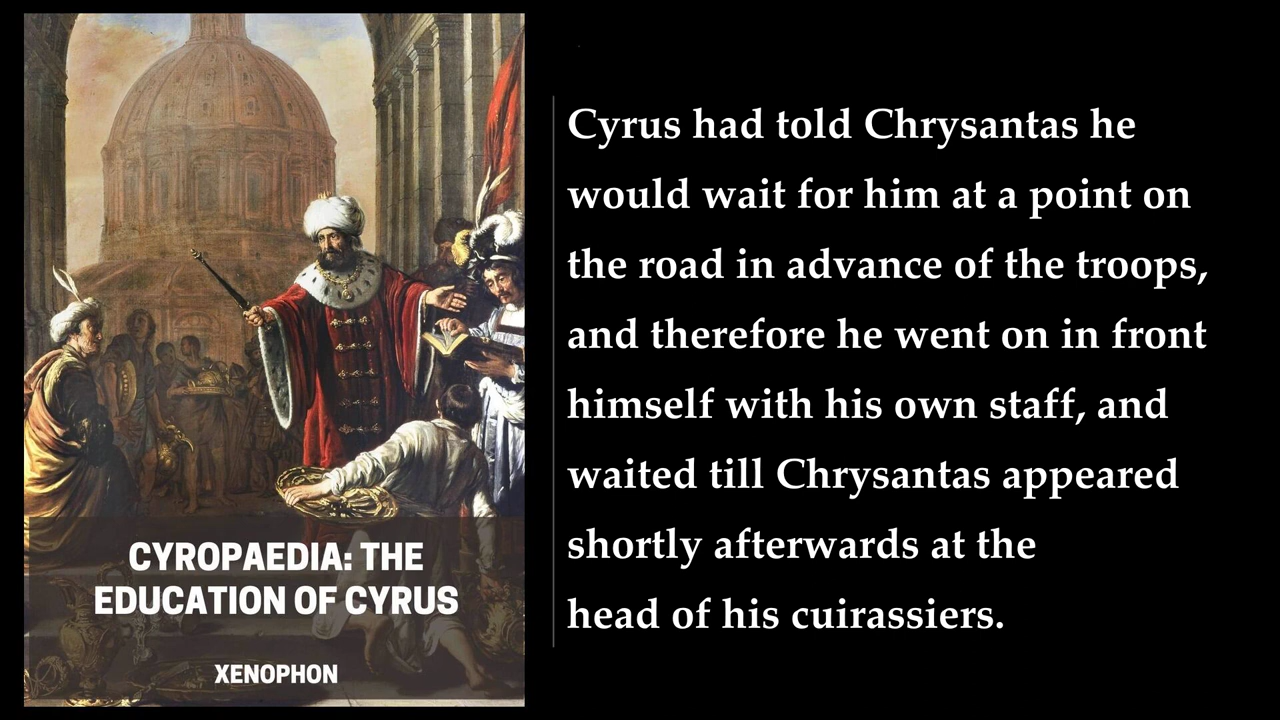 CYROPAEDIA: THE
EDUCATION OF CYRUS
XENOPHON
Cyrus had told Chrysantas he
would wait for him at a point on
the road in advance of the troops,
and therefore he went on in front
himself with his own staff, and
waited till Chrysantas appeared
shortly afterwards at the
head of his cuirassiers.